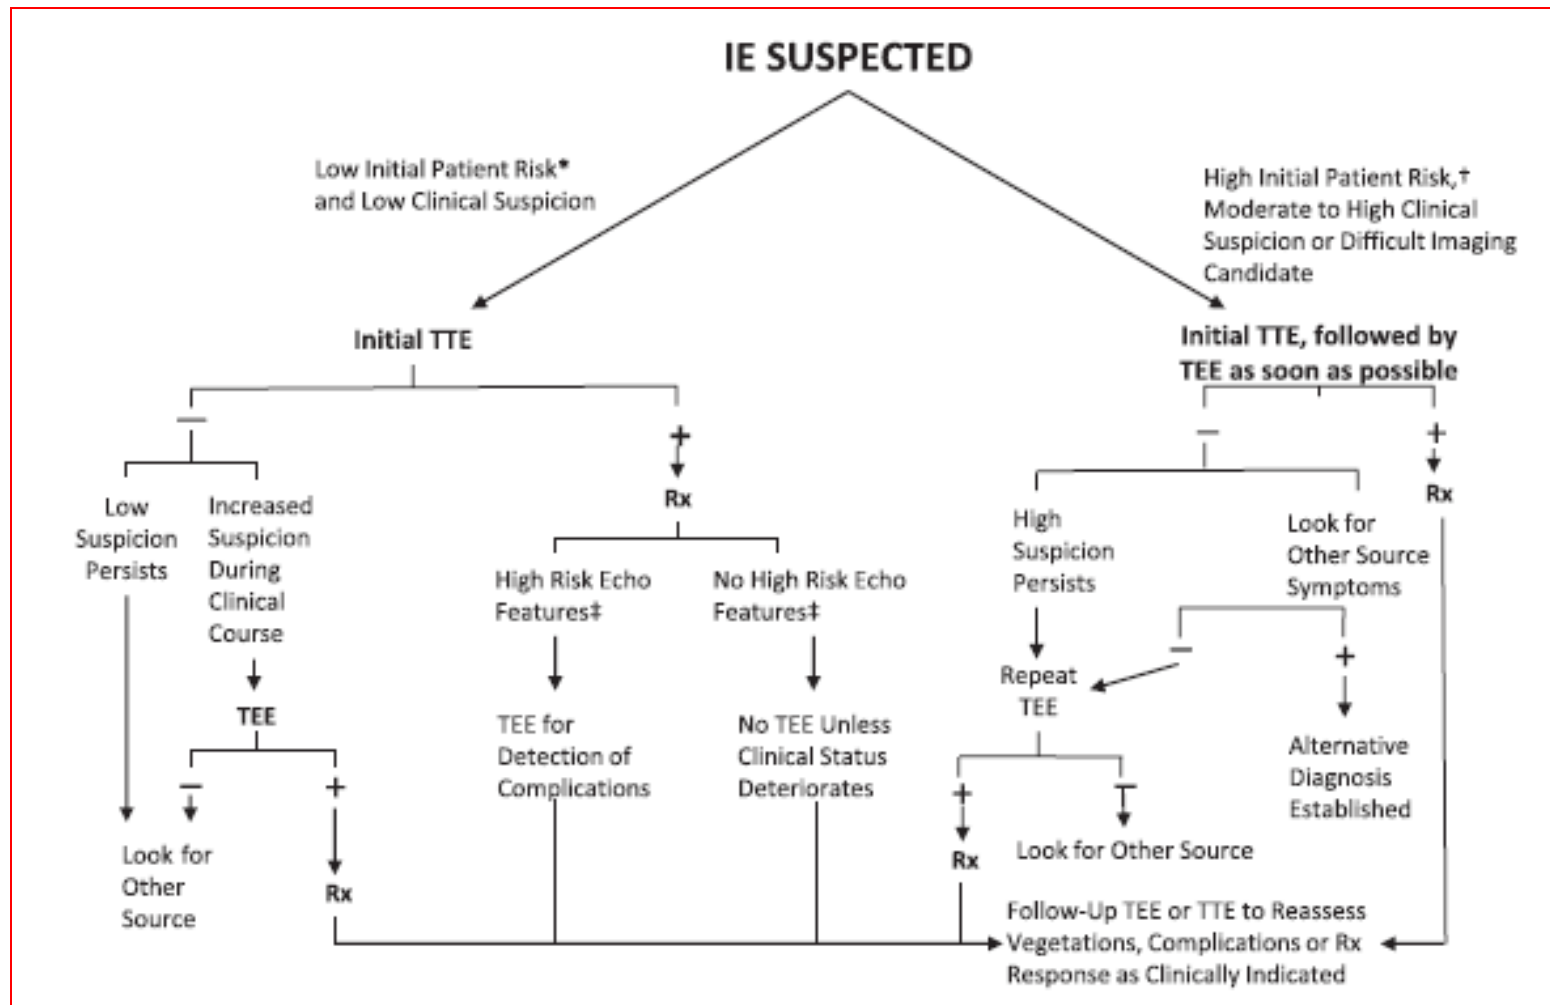 IE SUSPECTED
Low Initial Patient Risk*
and Low Clinical Suspicion
High Initial Patient Risk,†
Moderate to High Clinical
Suspicion or Difficult Imaging
Candidate
Initial TTE
Initial TTE, followed by
TEE as soon as possible
−
+
−
+
Low
Suspicion
Persists
Increased
Suspicion
During
Clinical
Course
Rx
High Risk Echo
Features‡
No High Risk Echo
Features‡
High
Suspicion
Persists
Look for
Other Source
Symptoms
Rx
TEE
TEE for
Detection of
Complications
No TEE Unless
Clinical Status
Deteriorates
Repeat
TEE
−
+
Alternative
Diagnosis
Established
−
+
+
−
Look for
Other
Source
Rx
Rx
Look for Other Source
Follow-Up TEE or TTE to Reassess
Vegetations, Complications or Rx
Response as Clinically Indicated